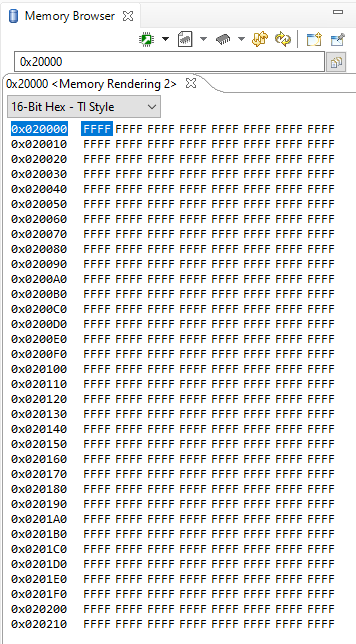 Memory Browser
0x20000
0x20000 <Memory Rendering 2>
16-Bit Hex - TI Style
0x020000 FFFF FFFF FFFF FFFF FFFF FFFF FFFF FFFF
0x020010 FFFF FFFF FFFF FFFF FFFF FFFF FFFF FFFF
0x020020 FFFF FFFF FFFF FFFF FFFF FFFF FFFF FFFF
0x020030 FFFF FFFF FFFF FFFF FFFF FFFF FFFF FFFF
0x020040 FFFF FFFF FFFF FFFF FFFF FFFF FFFF FFFF
0x020050 FFFF FFFF FFFF FFFF FFFF FFFF FFFF FFFF
0x020060 FFFF FFFF FFFF FFFF FFFF FFFF FFFF FFFF
0x020070 FFFF FFFF FFFF FFFF FFFF FFFF FFFF FFFF
0x020080 FFFF FFFF FFFF FFFF FFFF FFFF FFFF FFFF
0x020090 FFFF FFFF FFFF FFFF FFFF FFFF FFFF FFFF
0x0200A0 FFFF FFFF FFFF FFFF FFFF FFFF FFFF FFFF
0x0200B0 FFFF FFFF FFFF FFFF FFFF FFFF FFFF FFFF
0x0200C0 FFFF FFFF FFFF FFFF FFFF FFFF FFFF FFFF
0x0200D0 FFFF FFFF FFFF FFFF FFFF FFFF FFFF FFFF
0x0200E0 FFFF FFFF FFFF FFFF FFFF FFFF FFFF FFFF
0x0200F0 FFFF FFFF FFFF FFFF FFFF FFFF FFFF FFFF
0x020100 FFFF FFFF FFFF FFFF FFFF FFFF FFFF FFFF
0x020110 FFFF FFFF FFFF FFFF FFFF FFFF FFFF FFFF
0x020120 FFFF FFFF FFFF FFFF FFFF FFFF FFFF FFFF
0x020130 FFFF FFFF FFFF FFFF FFFF FFFF FFFF FFFF
0x020140 FFFF FFFF FFFF FFFF FFFF FFFF FFFF FFFF
0x020150 FFFF FFFF FFFF FFFF FFFF FFFF FFFF FFFF
0x020160 FFFF FFFF FFFF FFFF FFFF FFFF FFFF FFFF
0x020170 FFFF FFFF FFFF FFFF FFFF FFFF FFFF FFFF
0x020180 FFFF FFFF FFFF FFFF FFFF FFFF FFFF FFFF
0x020190 FFFF FFFF FFFF FFFF FFFF FFFF FFFF FFFF
0x0201A0 FFFF FFFF FFFF FFFF FFFF FFFF FFFF FFFF
0x0201B0 FFFF FFFF FFFF FFFF FFFF FFFF FFFF FFFF
0x0201C0 FFFF FFFF FFFF FFFF FFFF FFFF FFFF FFFF
0x0201D0 FFFF FFFF FFFF FFFF FFFF FFFF FFFF FFFF
0x0201E0 FFFF FFFF FFFF FFFF FFFF FFFF FFFF FFFF
0x0201F0 FFFF FFFF FFFF FFFF FFFF FFFF FFFF FFFF
0x020200 FFFF FFFF FFFF FFFF FFFF FFFF FFFF FFFF
0x020210 FFFF FFFF FFFF FFFF FFFF FFFF FFFF FFFF